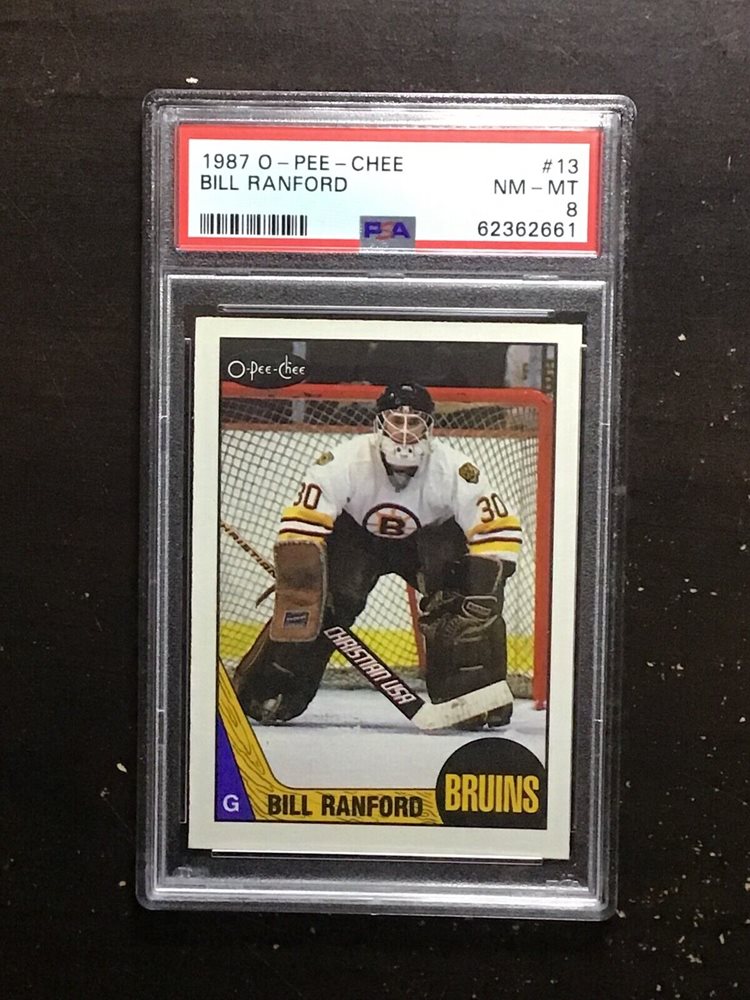 1987 O-PEE-CHEE #13
BILL RANFORD NM-MT
8
PSA 62362661
O-Pee-Chee
30 30
B
CHRISTIAN
CHRISTIAN USA
G BILL RANFORD BRUINS